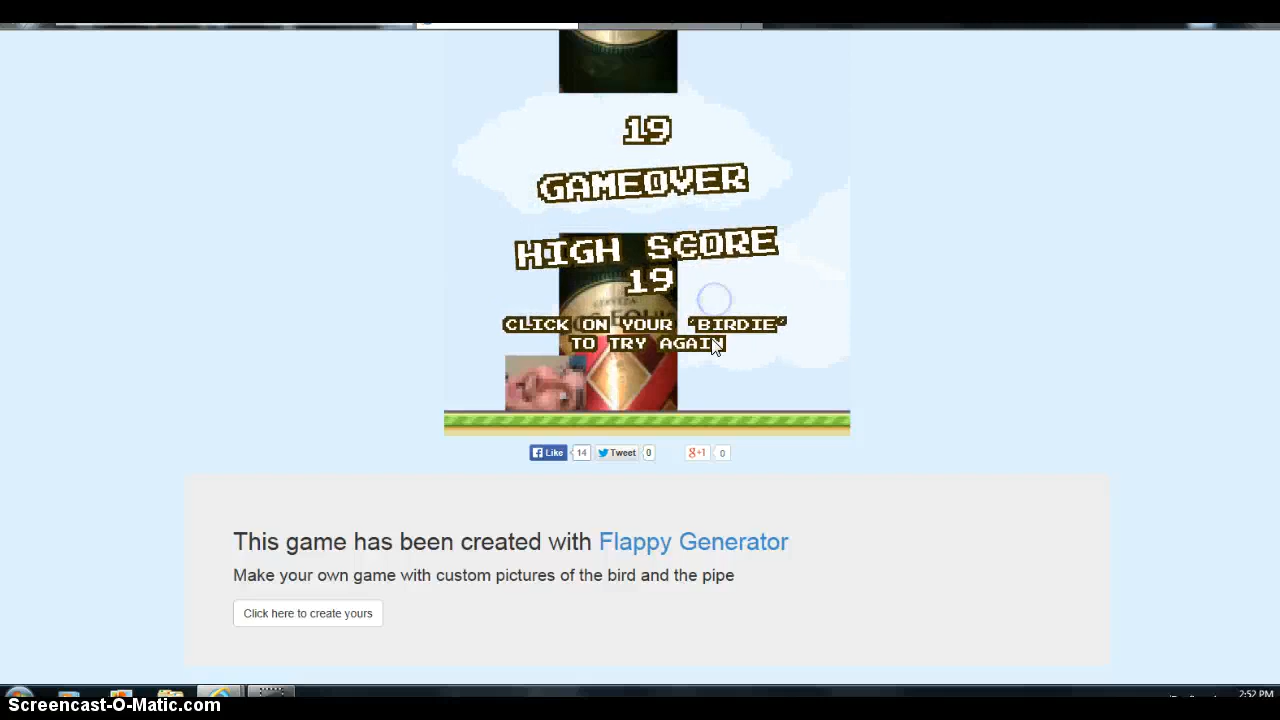 19
GAMEOVER
HIGH SCORE
19
CERVEZA
CLICK ON YOUR "BIRDIE"
TO TRY AGAIN
Like 14 Tweet 0 g+1 0
This game has been created with Flappy Generator
Make your own game with custom pictures of the bird and the pipe
Click here to create yours
2:52 PM
Screencast-O-Matic.com